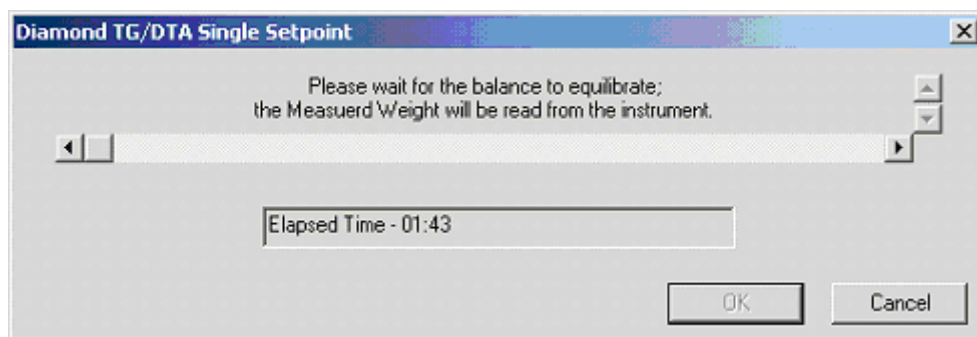 Diamond TG/DTA Single Setpoint
Please wait for the balance to equilibrate;
the Measuerd Weight will be read from the instrument.
Elapsed Time - 01:43
OK
Cancel